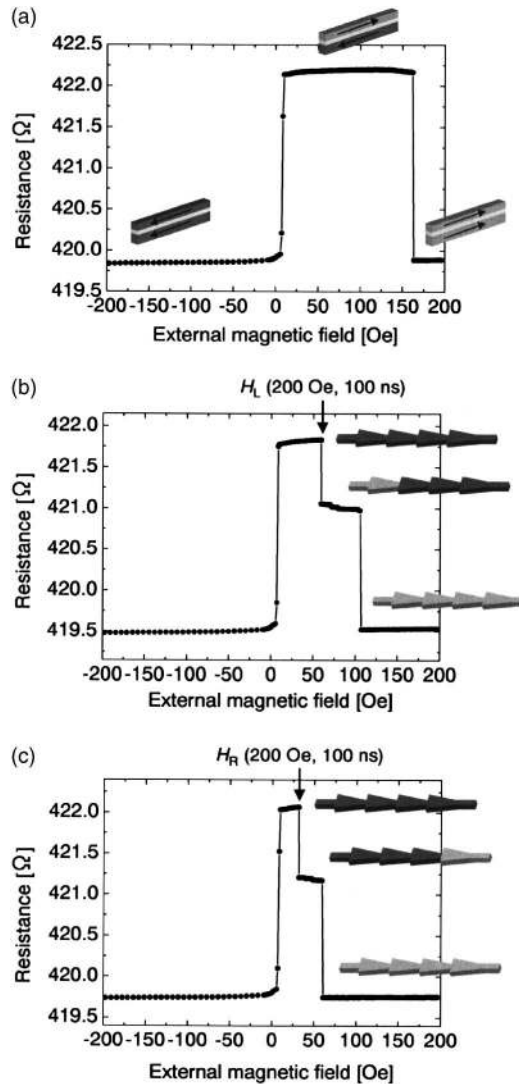 (a)
422.5
422.0
421.5
421.0
420.5
420.0
419.5
Resistance [Ω]
-200 -150 -100 -50 0 50 100 150 200
External magnetic field [Oe]
(b)
H_L (200 Oe, 100 ns)
422.0
421.5
421.0
420.5
420.0
419.5
Resistance [Ω]
-200 -150 -100 -50 0 50 100 150 200
External magnetic field [Oe]
(c)
H_R (200 Oe, 100 ns)
422.0
421.5
421.0
420.5
420.0
419.5
Resistance [Ω]
-200 -150 -100 -50 0 50 100 150 200
External magnetic field [Oe]